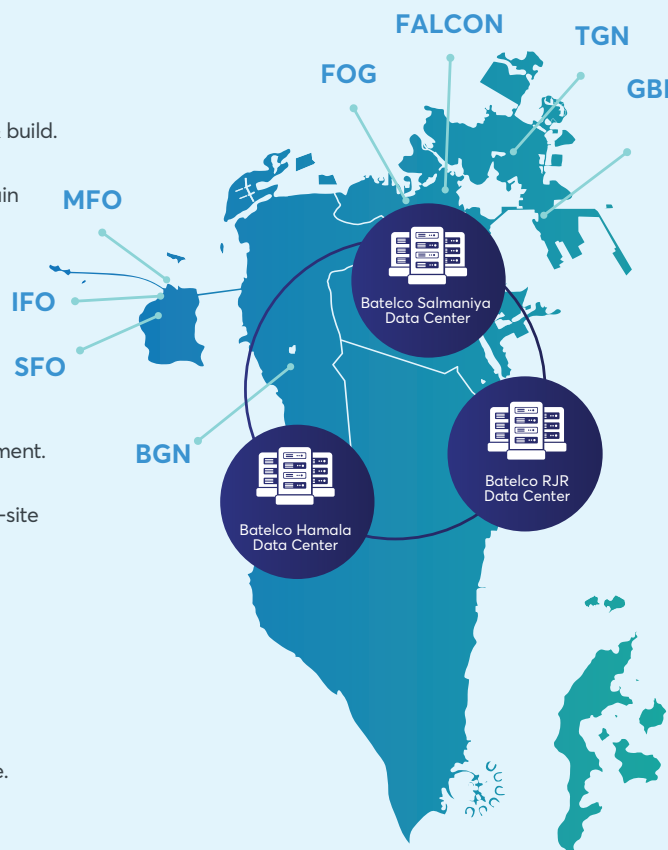 FALCON
TGN
FOG
GBI
build.
in
MFO
IFO
SFO
Batelco Salmaniya
Data Center
ment.
BGN
Batelco RJR
Data Center
-site
Batelco Hamala
Data Center
e.